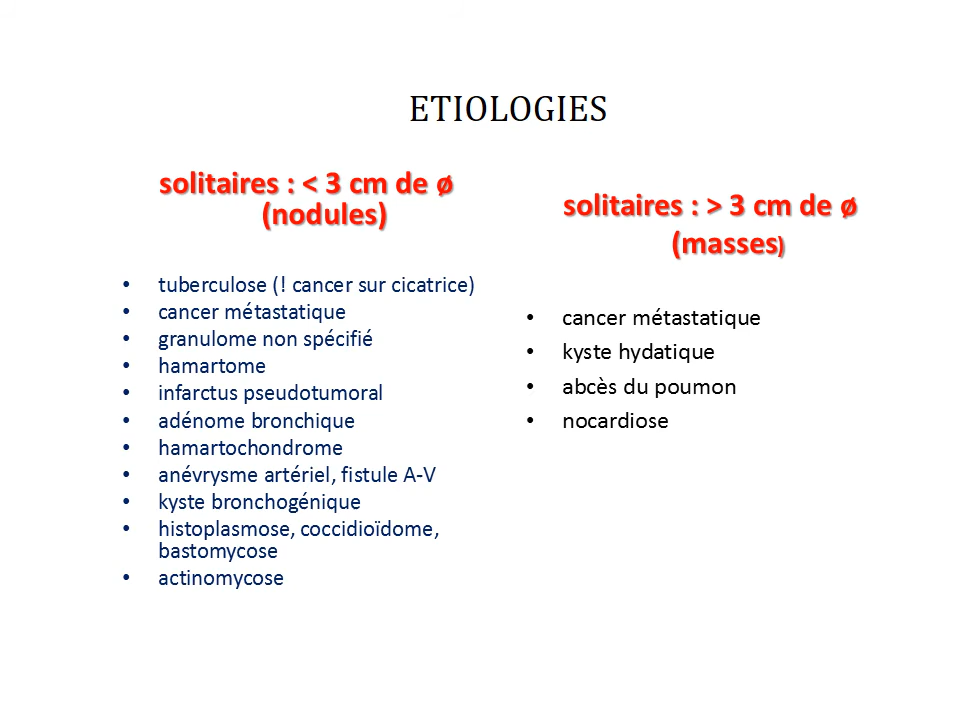 ETIOLOGIES
solitaires : < 3 cm de ø
(nodules)
• tuberculose (! cancer sur cicatrice)
• cancer métastatique
• granulome non spécifié
• hamartome
• infarctus pseudotumoral
• adénome bronchique
• hamartochondrome
• anévrysme artériel, fistule A-V
• kyste bronchogénique
• histoplasmose, coccidioïdome,
bastomycose
• actinomycose
solitaires : > 3 cm de ø
(masses)
• cancer métastatique
• kyste hydatique
• abcès du poumon
• nocardiose